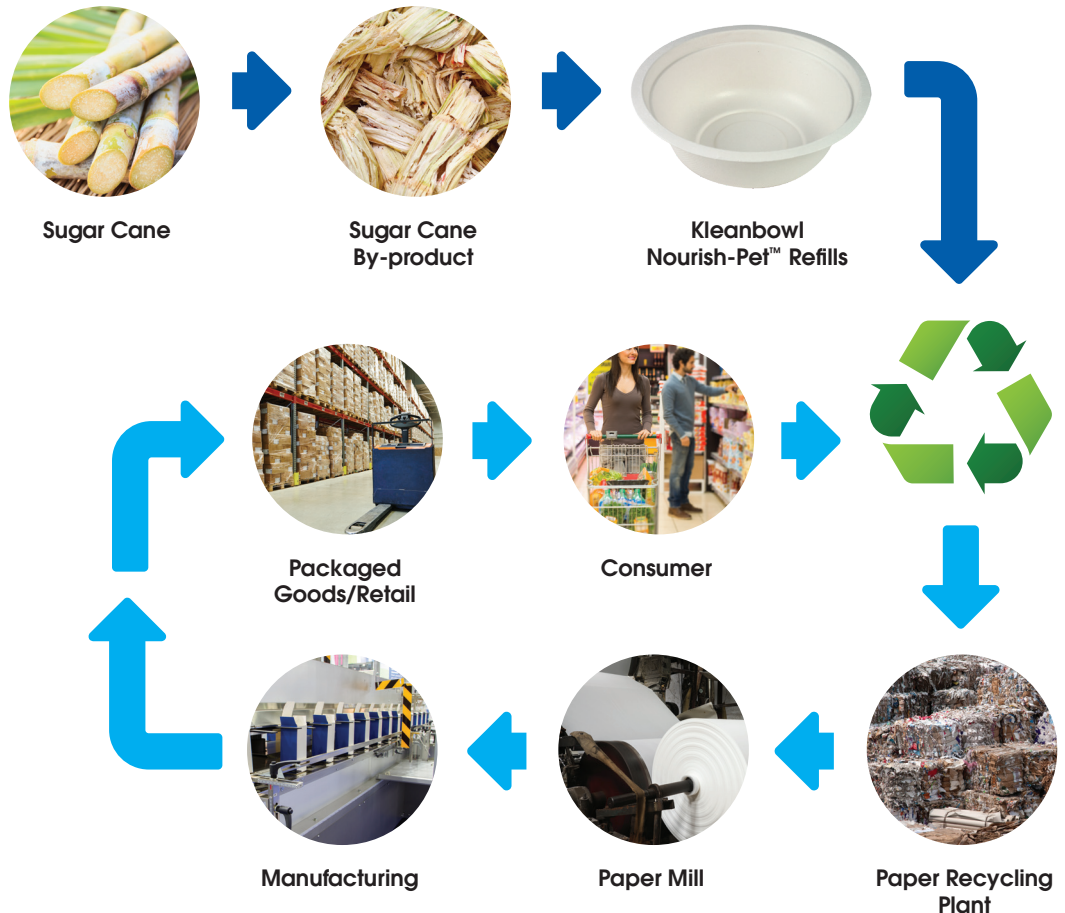 Sugar Cane
Sugar Cane
By-product
Kleanbowl
Nourish-Pet™ Refills
Packaged
Goods/Retail
Consumer
Manufacturing
Paper Mill
Paper Recycling
Plant